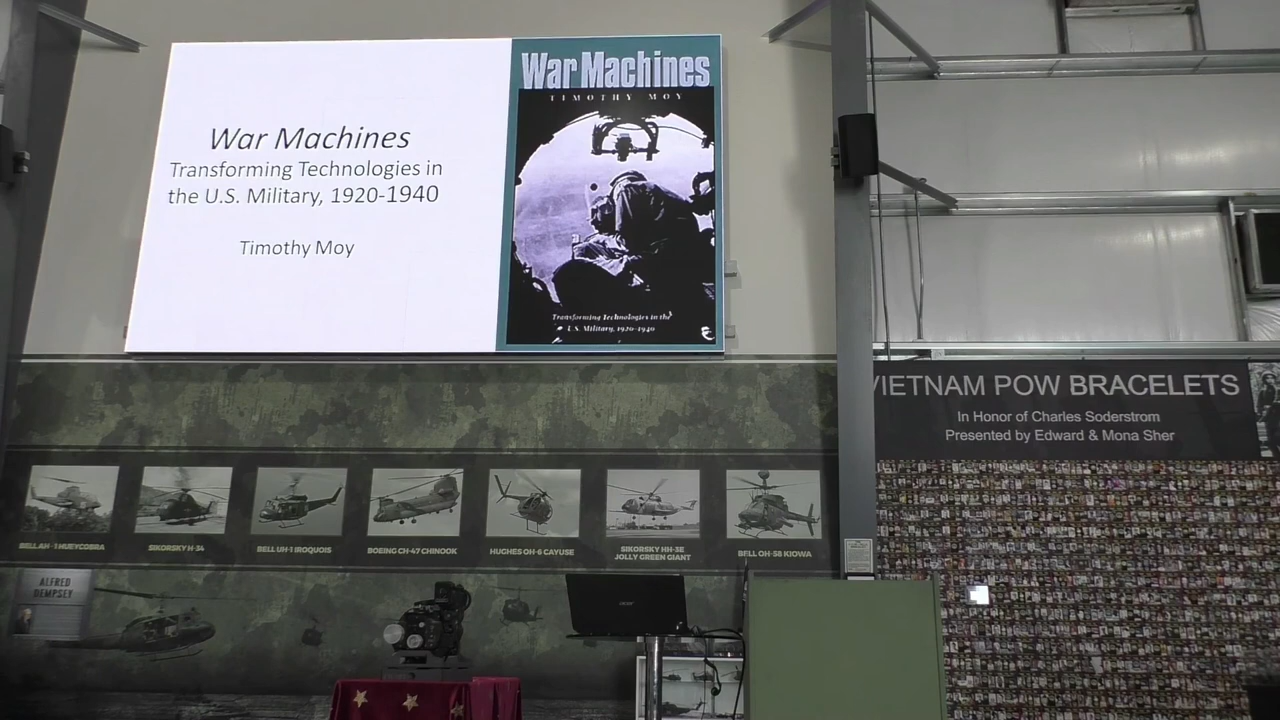 War Machines
Transforming Technologies in
the U.S. Military, 1920-1940
Timothy Moy
War Machines
TIMOTHY MOY
Transforming Technologies in the
U.S. Military, 1920-1940
VIETNAM POW BRACELETS
In Honor of Charles Soderstrom
Presented by Edward & Mona Sher
BELL AH-1 HUEYCOBRA
SIKORSKY H-34
BELL UH-1 IROQUOIS
BOEING CH-47 CHINOOK
HUGHES OH-6 CAYUSE
SIKORSKY HH-3E
JOLLY GREEN GIANT
BELL OH-58 KIOWA
ALFRED
DEMPSEY
acer